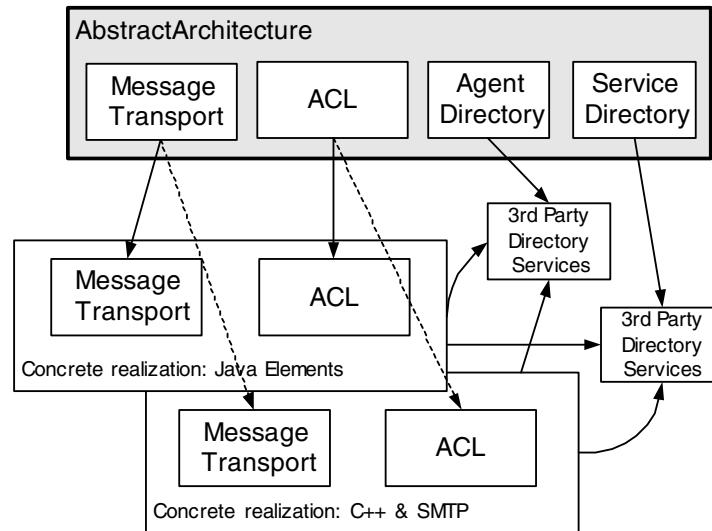 AbstractArchitecture
Message
Transport
ACL
Agent
Directory
Service
Directory
3rd Party
Directory
Services
3rd Party
Directory
Services
Message
Transport
ACL
Concrete realization: Java Elements
Message
Transport
ACL
Concrete realization: C++ & SMTP